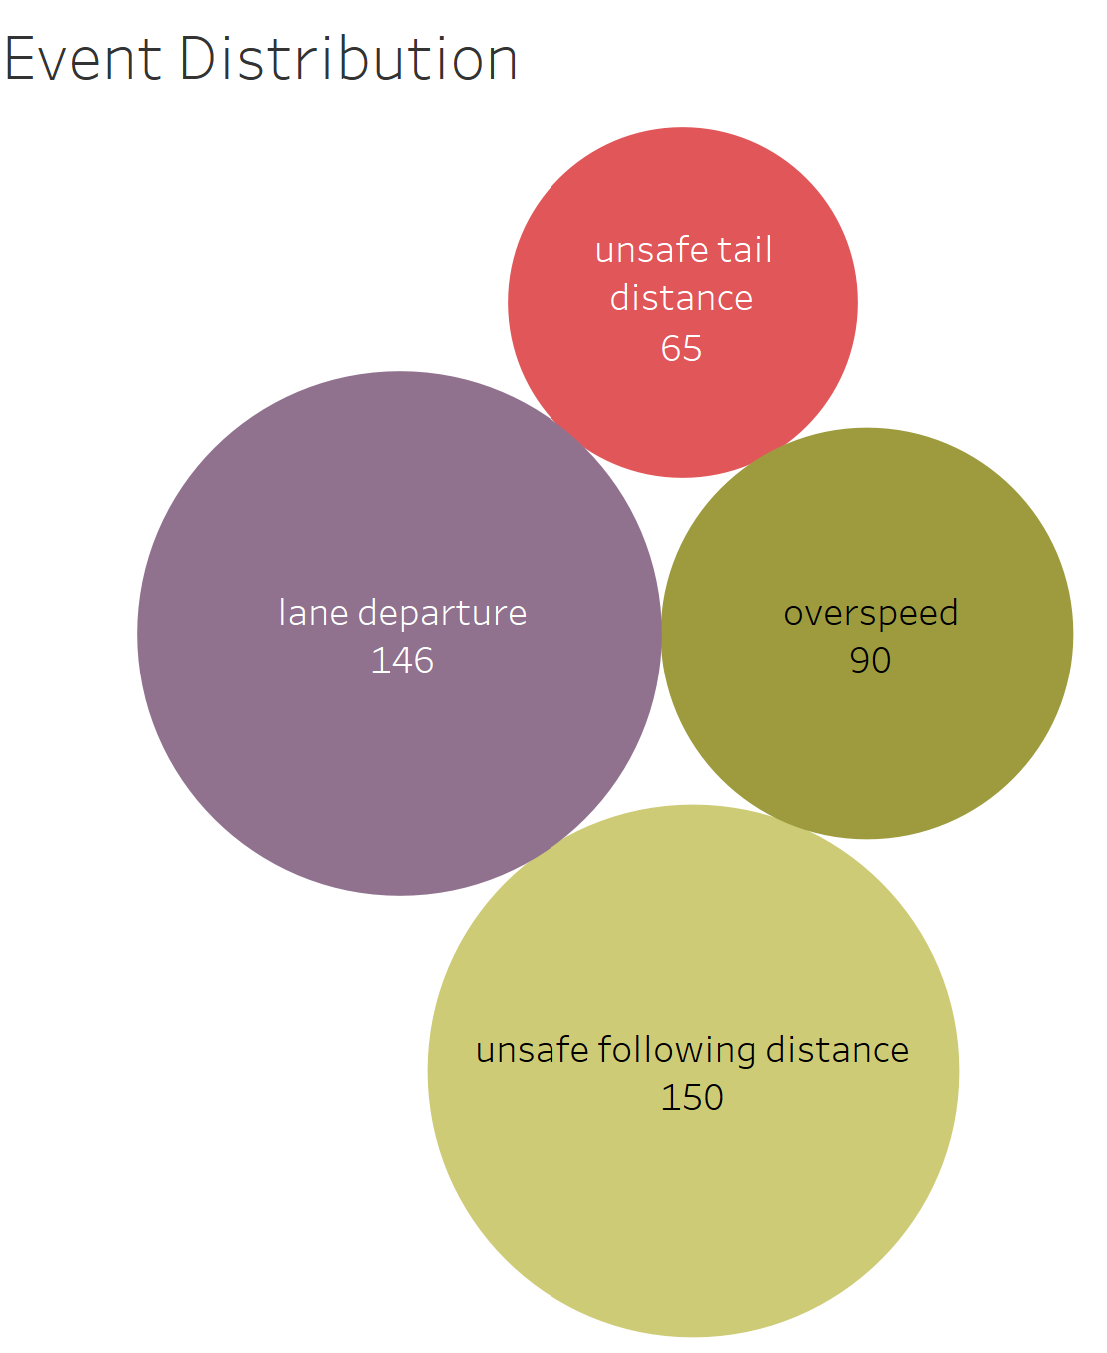 Event Distribution
unsafe tail
distance
65
lane departure
146
overspeed
90
unsafe following distance
150